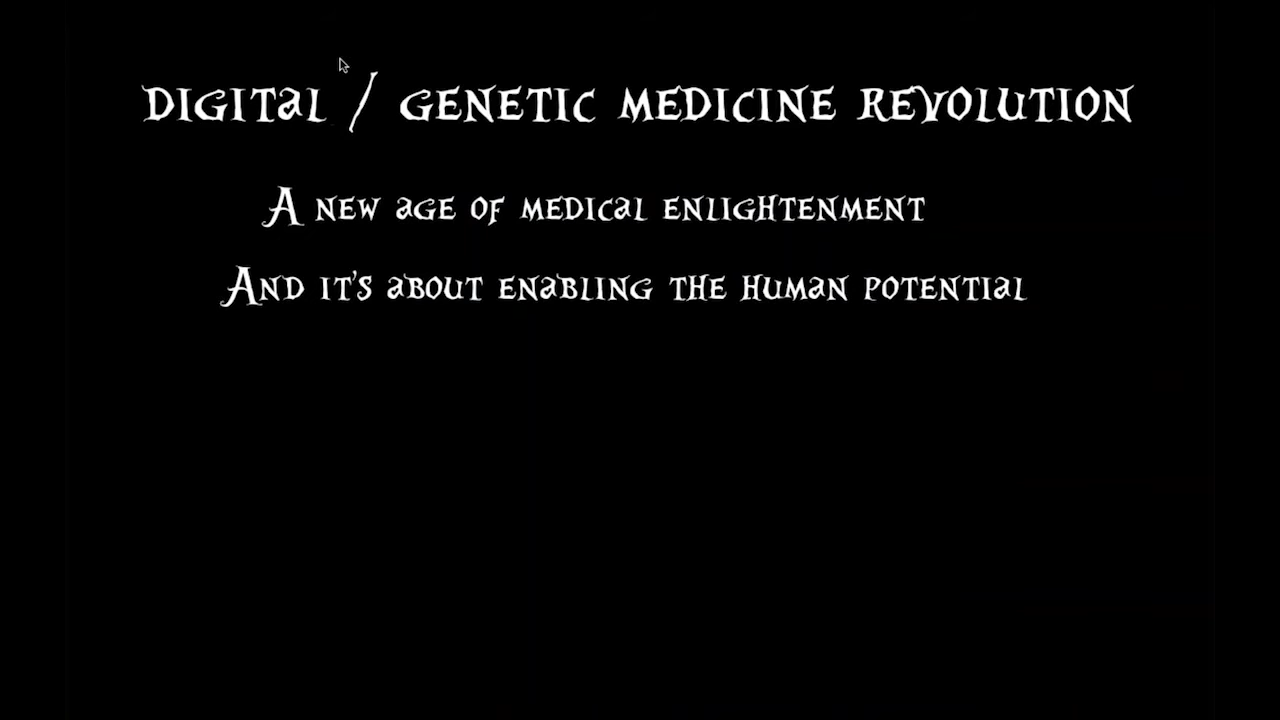 DIGITAL / GENETIC MEDICINE REVOLUTION
A NEW AGE OF MEDICAL ENLIGHTENMENT
AND IT'S ABOUT ENABLING THE HUMAN POTENTIAL